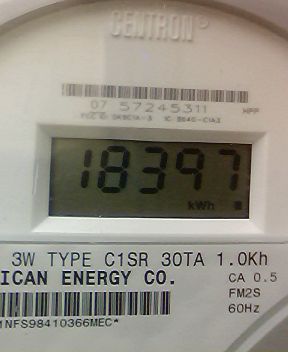 CENTRON®
07 57245311
18397
kWh
3W TYPE C1SR 30TA 1.0Kh
ICAN ENERGY CO.
CA 0.5
FM2S
60Hz
1NFS98410366MEC*